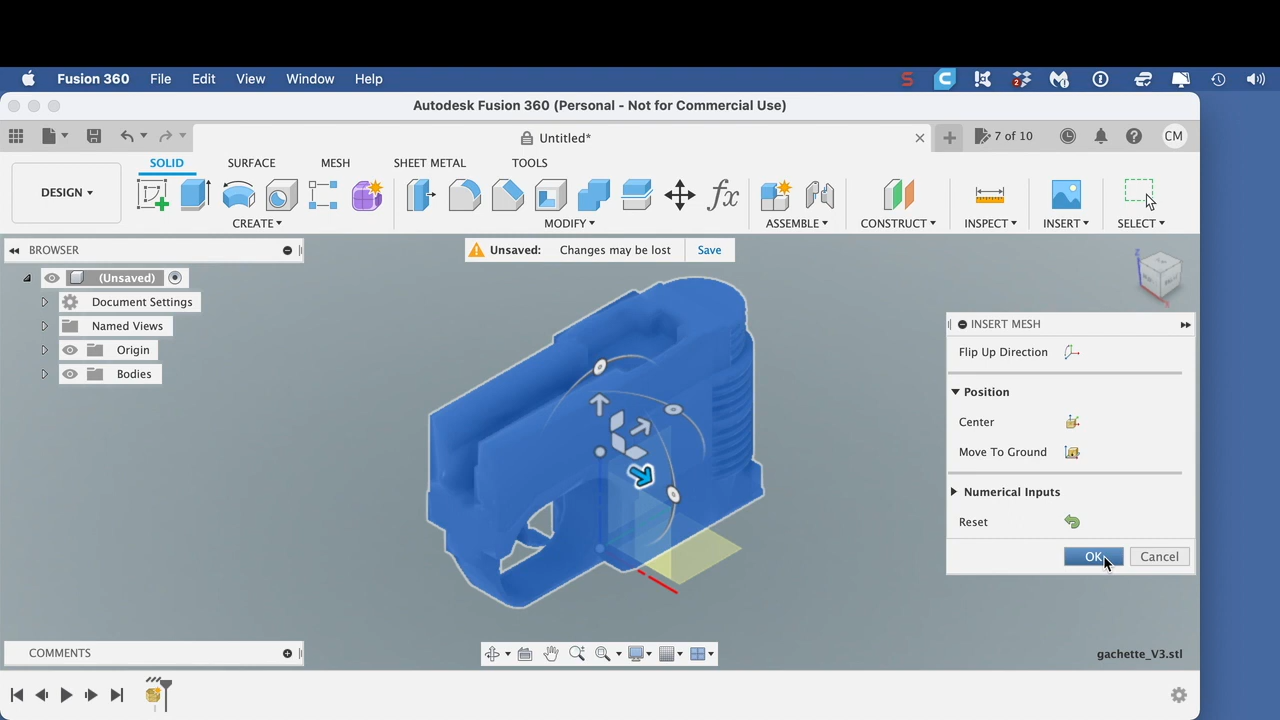 Fusion 360 File Edit View Window Help
Autodesk Fusion 360 (Personal - Not for Commercial Use)
Untitled* 7 of 10 CM
SOLID SURFACE MESH SHEET METAL TOOLS
DESIGN
CREATE MODIFY ASSEMBLE CONSTRUCT INSPECT INSERT SELECT
BROWSER
Unsaved: Changes may be lost Save
(Unsaved)
Document Settings
Named Views
Origin
Bodies
INSERT MESH
Flip Up Direction
Position
Center
Move To Ground
Numerical Inputs
Reset
OK Cancel
COMMENTS
gachette_V3.stl